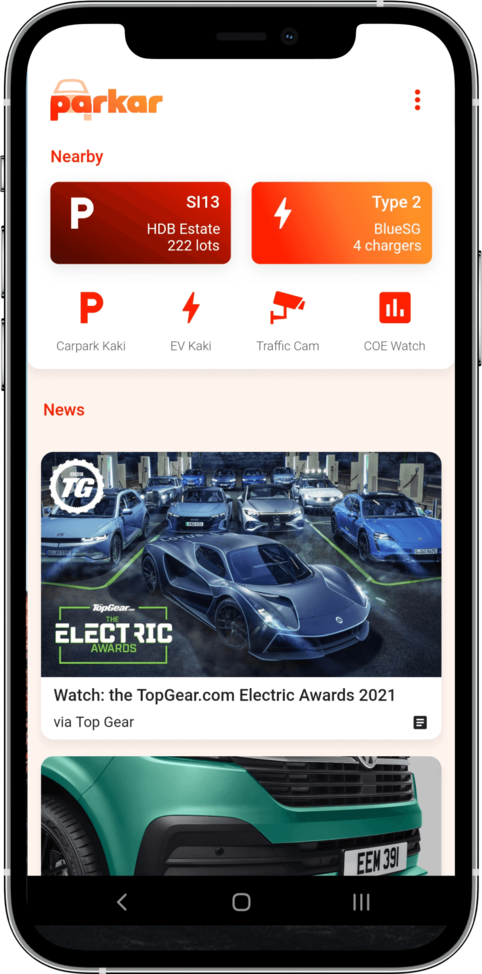 parkar
Nearby
P
SI13
HDB Estate
222 lots
Type 2
BlueSG
4 chargers
P
Carpark Kaki
EV Kaki
Traffic Cam
COE Watch
News
TG
TopGear.com
THE
ELECTRIC
AWARDS
Watch: the TopGear.com Electric Awards 2021
via Top Gear
EEM 391